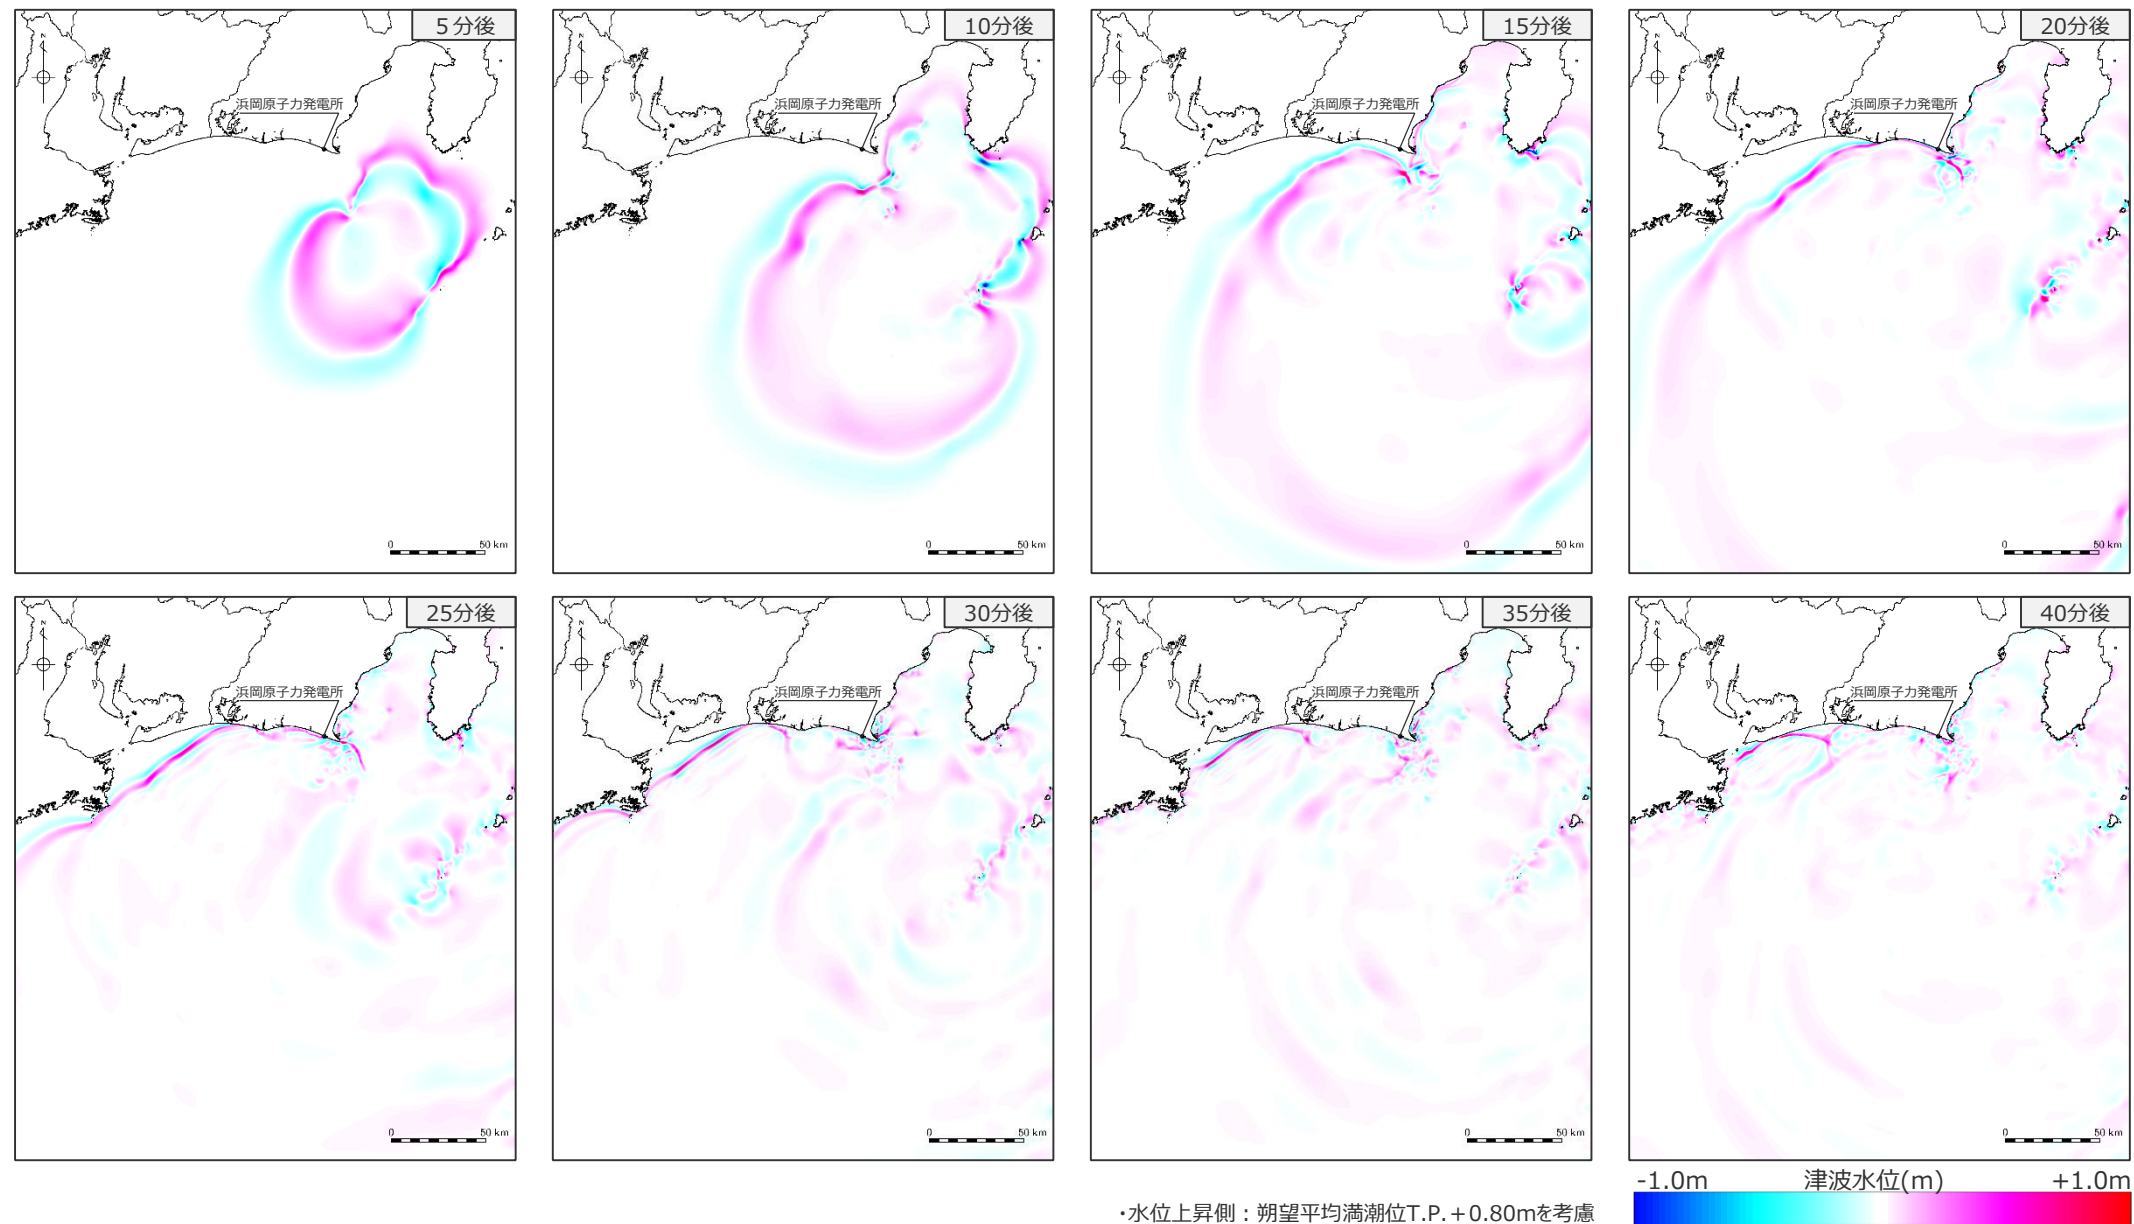 5分後
10分後
15分後
20分後
N
N
N
N
浜岡原子力発電所
浜岡原子力発電所
浜岡原子力発電所
浜岡原子力発電所
0 50 km
0 50 km
0 50 km
0 50 km
25分後
30分後
35分後
40分後
N
N
N
N
浜岡原子力発電所
浜岡原子力発電所
浜岡原子力発電所
浜岡原子力発電所
0 50 km
0 50 km
0 50 km
0 50 km
-1.0m 津波水位(m) +1.0m
・水位上昇側：朔望平均満潮位T.P.＋0.80mを考慮